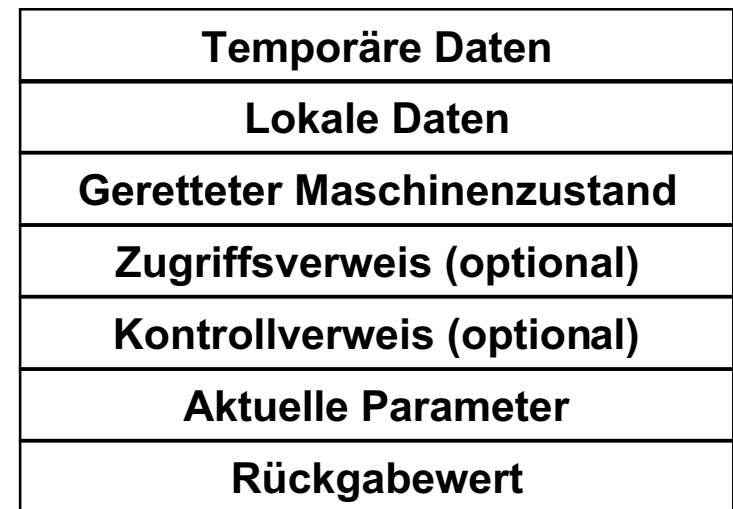 Temporäre Daten
Lokale Daten
Geretteter Maschinenzustand
Zugriffsverweis (optional)
Kontrollverweis (optional)
Aktuelle Parameter
Rückgabewert